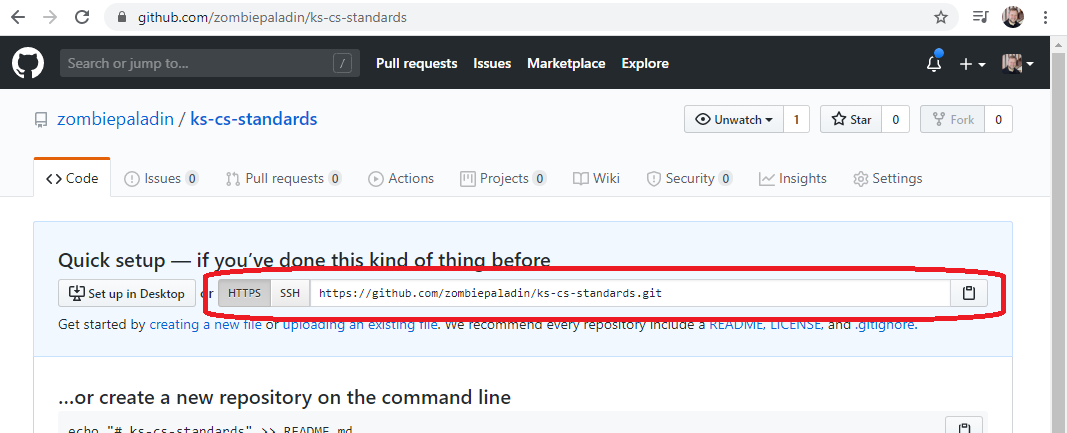 github.com/zombiepaladin/ks-cs-standards
Search or jump to... / Pull requests Issues Marketplace Explore
zombiepaladin / ks-cs-standards Unwatch 1 Star 0 Fork 0
Code Issues 0 Pull requests 0 Actions Projects 0 Wiki Security 0 Insights Settings
Quick setup — if you've done this kind of thing before
Set up in Desktop or HTTPS SSH https://github.com/zombiepaladin/ks-cs-standards.git
Get started by creating a new file or uploading an existing file. We recommend every repository include a README, LICENSE, and .gitignore.
…or create a new repository on the command line
echo "# ks-cs-standards" >> README.md